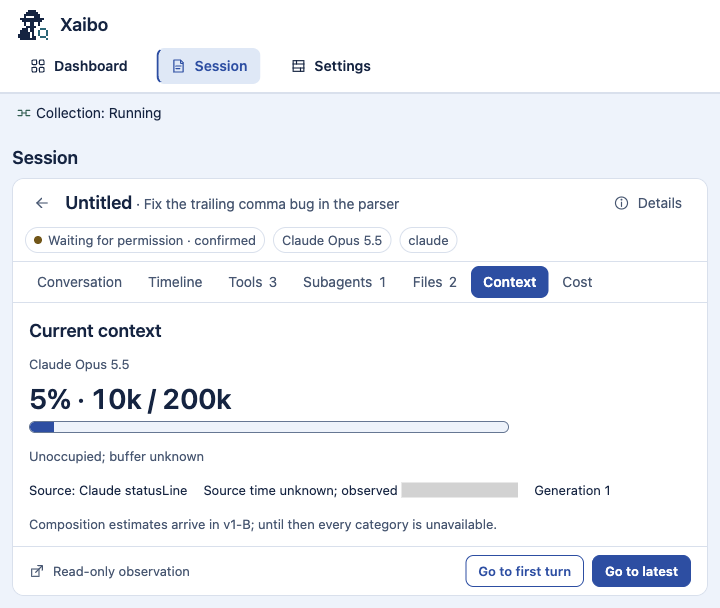 Xaibo
Dashboard Session Settings
Collection: Running
Session
Untitled · Fix the trailing comma bug in the parser Details
Waiting for permission · confirmed Claude Opus 5.5 claude
Conversation Timeline Tools 3 Subagents 1 Files 2 Context Cost
Current context
Claude Opus 5.5
5% · 10k / 200k
Unoccupied; buffer unknown
Source: Claude statusLine Source time unknown; observed Generation 1
Composition estimates arrive in v1-B; until then every category is unavailable.
Read-only observation Go to first turn Go to latest